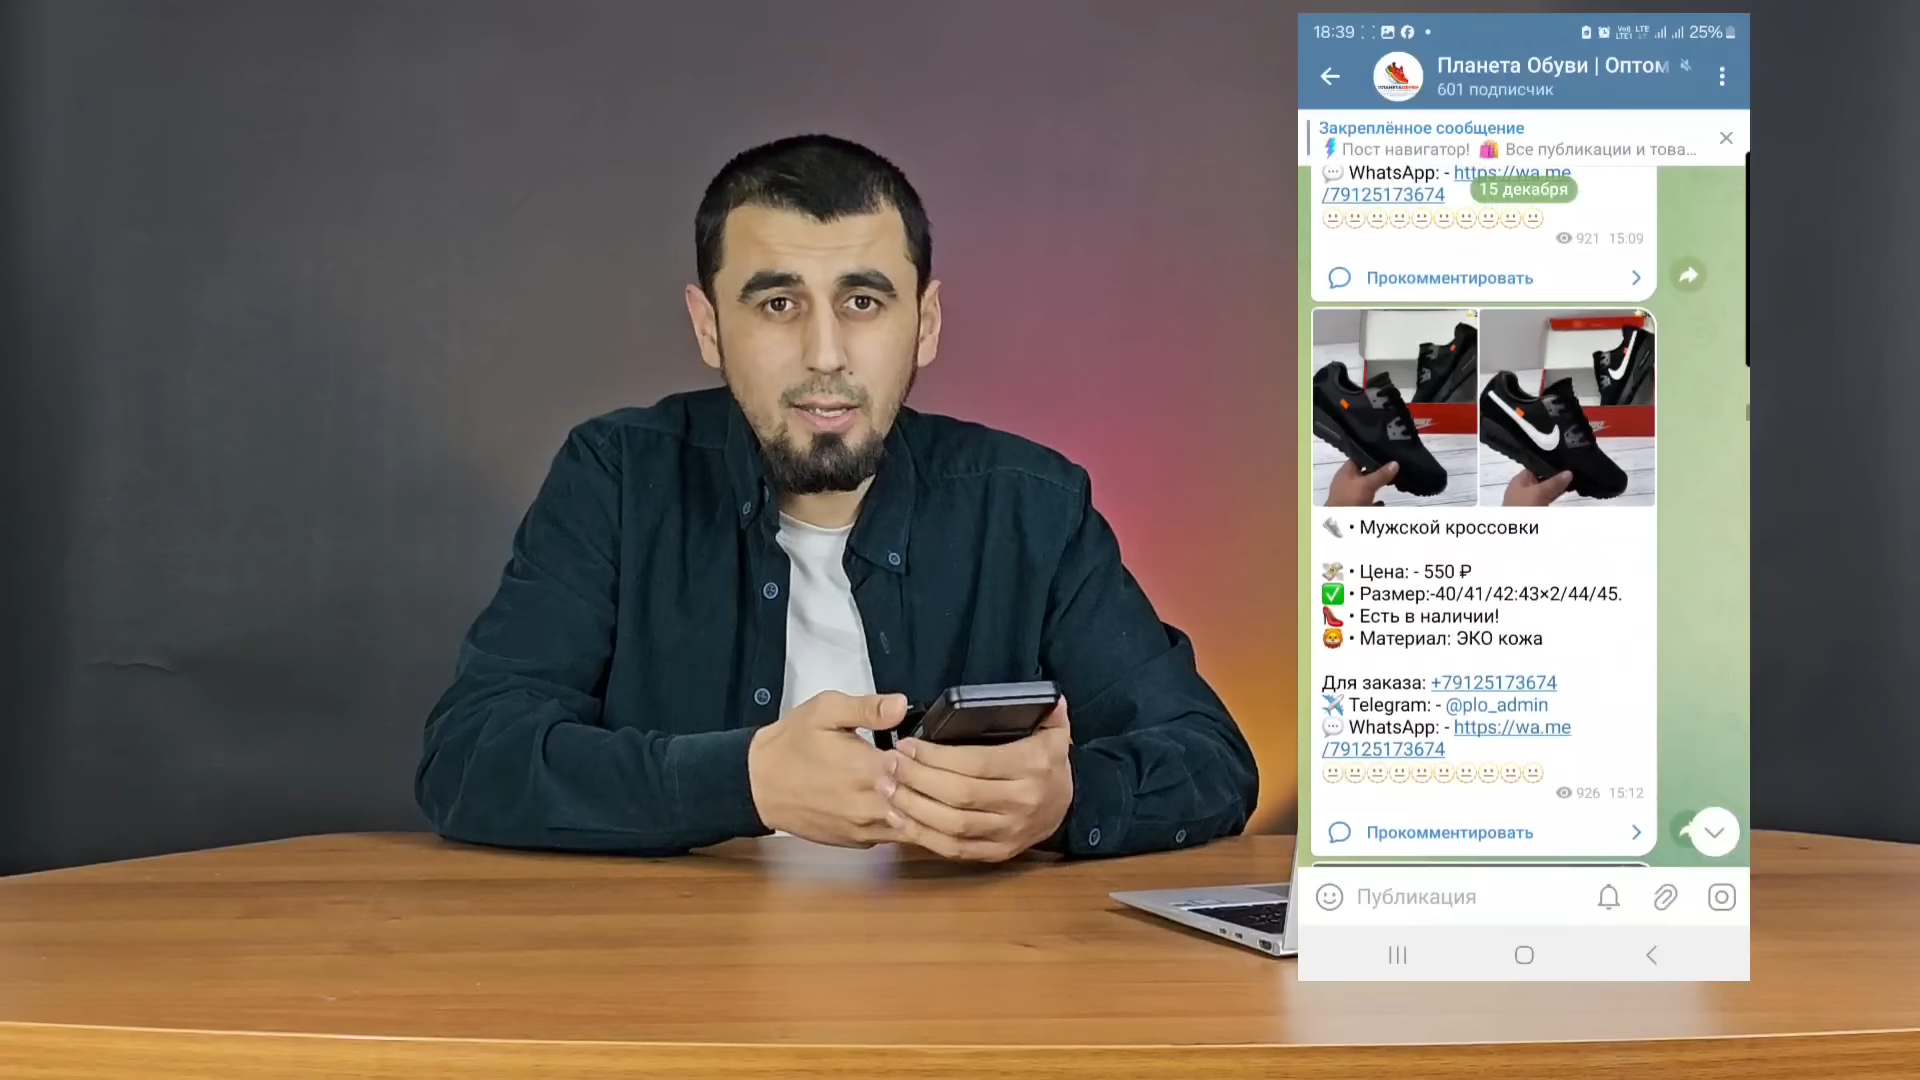 18:39
25%
Планета Обуви | Оптом
601 подписчик
Закреплённое сообщение
Пост навигатор! Все публикации и това...
WhatsApp: - https://wa.me
/79125173674
15 декабря
921 15:09
Прокомментировать
• Мужской кроссовки
• Цена: - 550 ₽
• Размер:-40/41/42:43×2/44/45.
• Есть в наличии!
• Материал: ЭКО кожа
Для заказа: +79125173674
Telegram: - @plo_admin
WhatsApp: - https://wa.me
/79125173674
926 15:12
Прокомментировать
Публикация